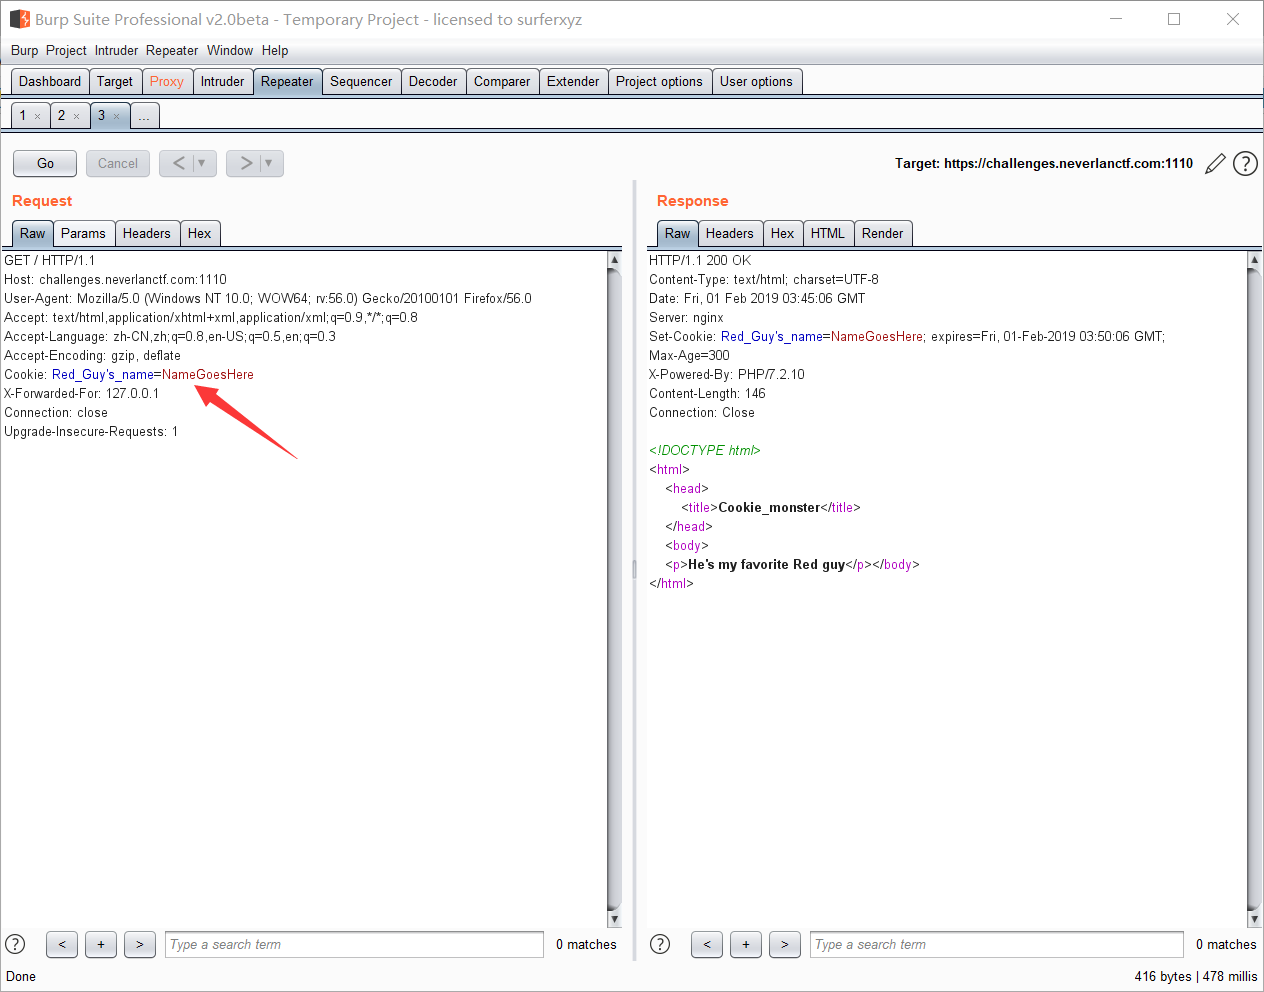 Burp Suite Professional v2.0beta - Temporary Project - licensed to surferxyz
Burp Project Intruder Repeater Window Help
Dashboard Target Proxy Intruder Repeater Sequencer Decoder Comparer Extender Project options User options
1 × 2 × 3 × ...
Go Cancel < ▼ > ▼ Target: https://challenges.neverlanctf.com:1110 ?
Request
Raw Params Headers Hex
GET / HTTP/1.1
Host: challenges.neverlanctf.com:1110
User-Agent: Mozilla/5.0 (Windows NT 10.0; WOW64; rv:56.0) Gecko/20100101 Firefox/56.0
Accept: text/html,application/xhtml+xml,application/xml;q=0.9,*/*;q=0.8
Accept-Language: zh-CN,zh;q=0.8,en-US;q=0.5,en;q=0.3
Accept-Encoding: gzip, deflate
Cookie: Red_Guy's_name=NameGoesHere
X-Forwarded-For: 127.0.0.1
Connection: close
Upgrade-Insecure-Requests: 1
? < + > Type a search term 0 matches
Response
Raw Headers Hex HTML Render
HTTP/1.1 200 OK
Content-Type: text/html; charset=UTF-8
Date: Fri, 01 Feb 2019 03:45:06 GMT
Server: nginx
Set-Cookie: Red_Guy's_name=NameGoesHere; expires=Fri, 01-Feb-2019 03:50:06 GMT;
Max-Age=300
X-Powered-By: PHP/7.2.10
Content-Length: 146
Connection: Close
<!DOCTYPE html>
<html>
<head>
<title>Cookie_monster</title>
</head>
<body>
<p>He's my favorite Red guy</p></body>
</html>
? < + > Type a search term 0 matches
Done 416 bytes | 478 millis